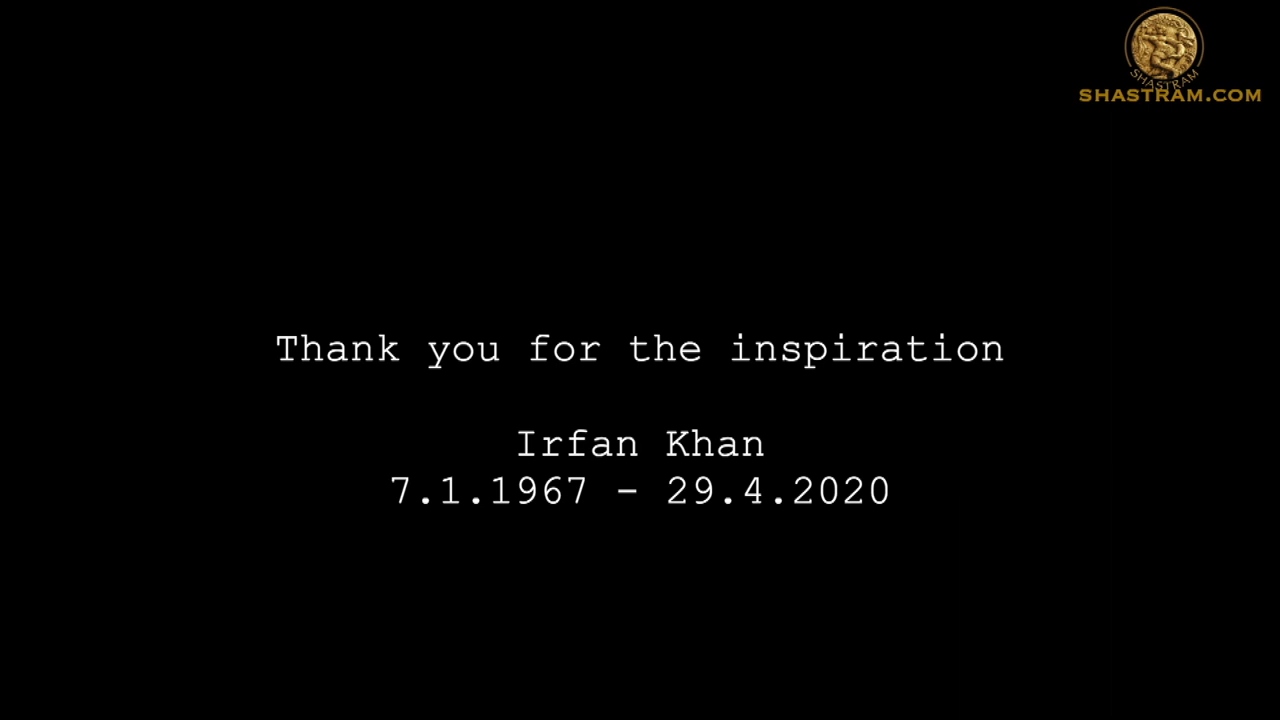 SHASTRAM
SHASTRAM.COM
Thank you for the inspiration
Irfan Khan
7.1.1967 - 29.4.2020